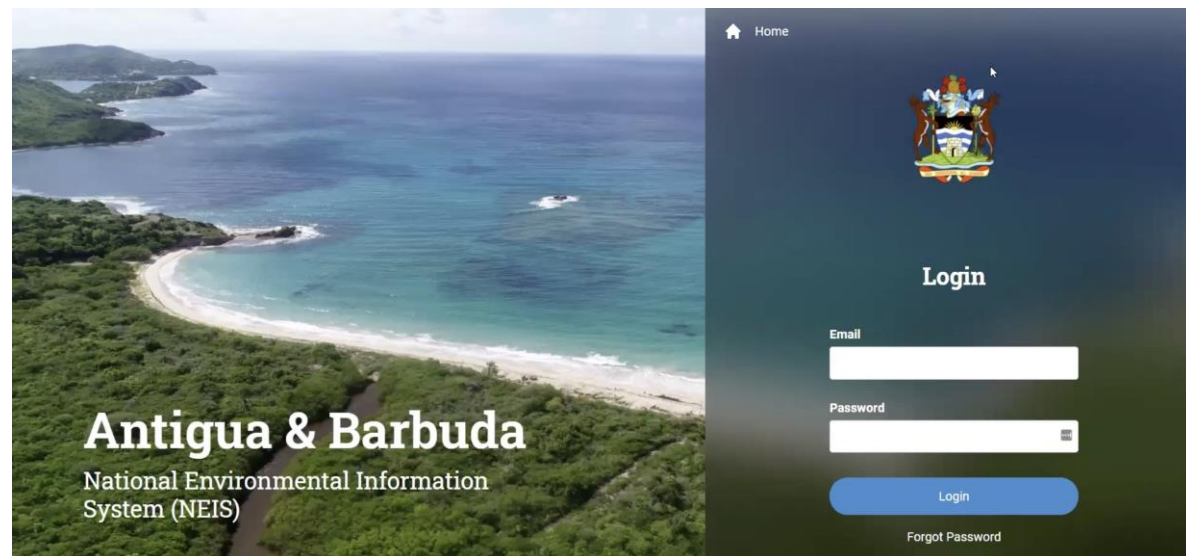 Home
Login
Email
Password
Login
Forgot Password
Antigua & Barbuda
National Environmental Information
System (NEIS)